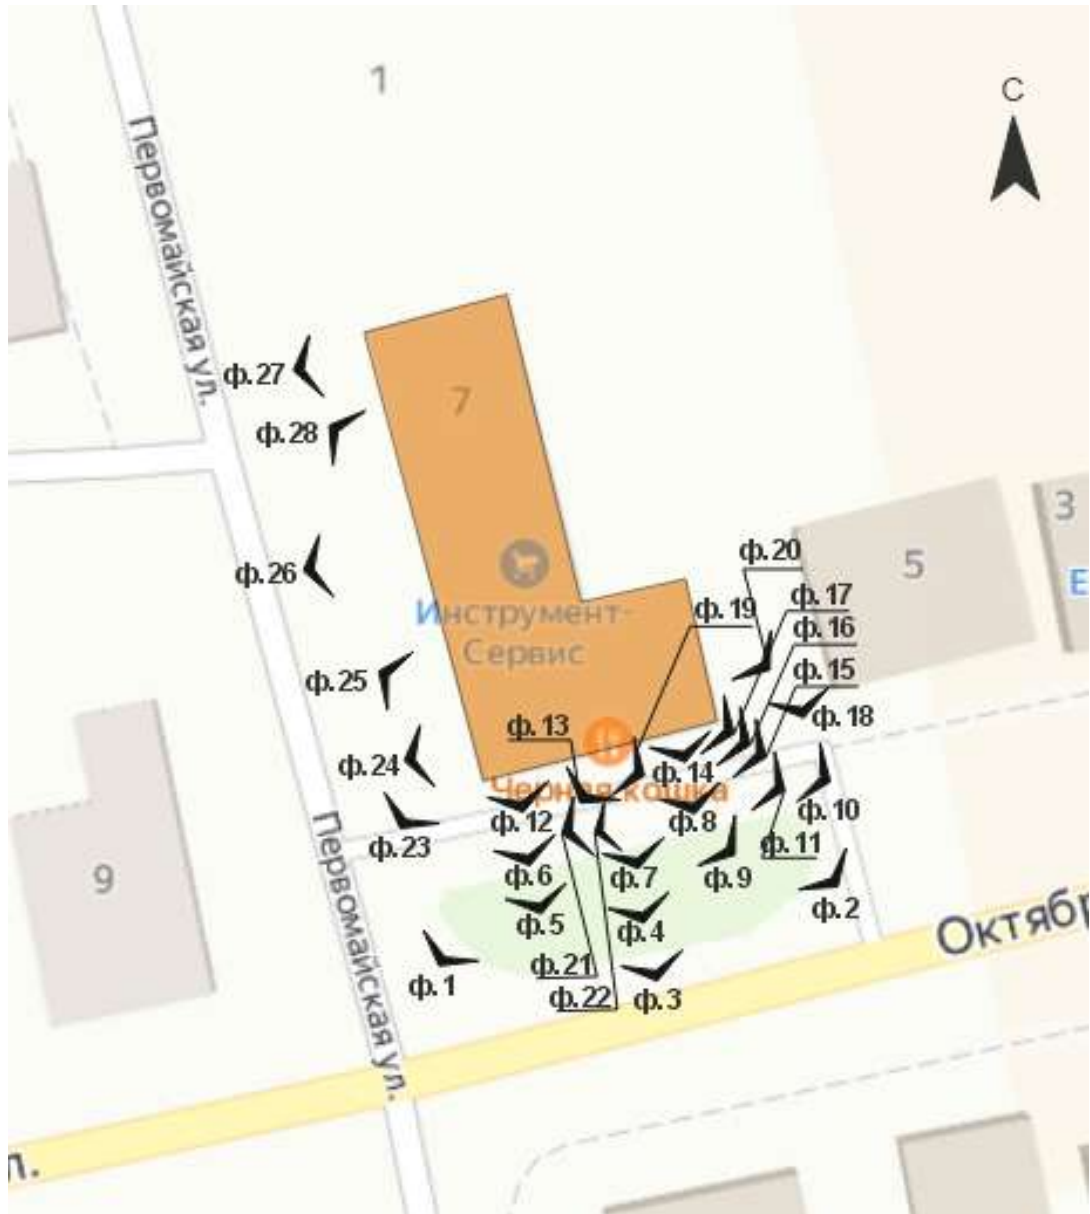 1
С
Первомайская ул.
ф. 27
7
ф. 28
3
ф. 20
5
ф. 26
Е
ф. 17
ф. 19
Инструмент-
Сервис
ф. 16
ф. 15
ф. 25
ф. 18
ф. 13
ф. 24
ф. 14
Черная кошка
ф. 10
ф. 12
ф. 8
ф. 23
ф. 11
9
ф. 6
ф. 7
ф. 9
Первомайская ул.
ф. 2
ф. 5
ф. 4
Октябр
ф. 21
ф. 1
ф. 22
ф. 3
л.